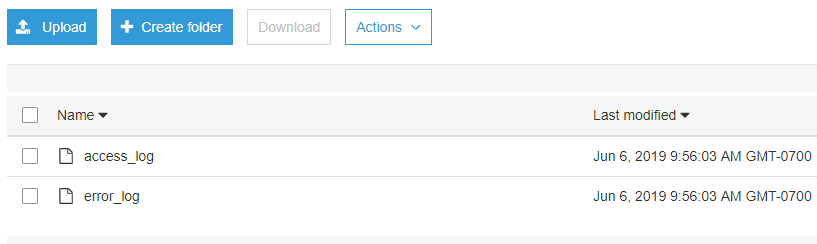 Upload Create folder Download Actions
Name Last modified
access_log Jun 6, 2019 9:56:03 AM GMT-0700
error_log Jun 6, 2019 9:56:03 AM GMT-0700